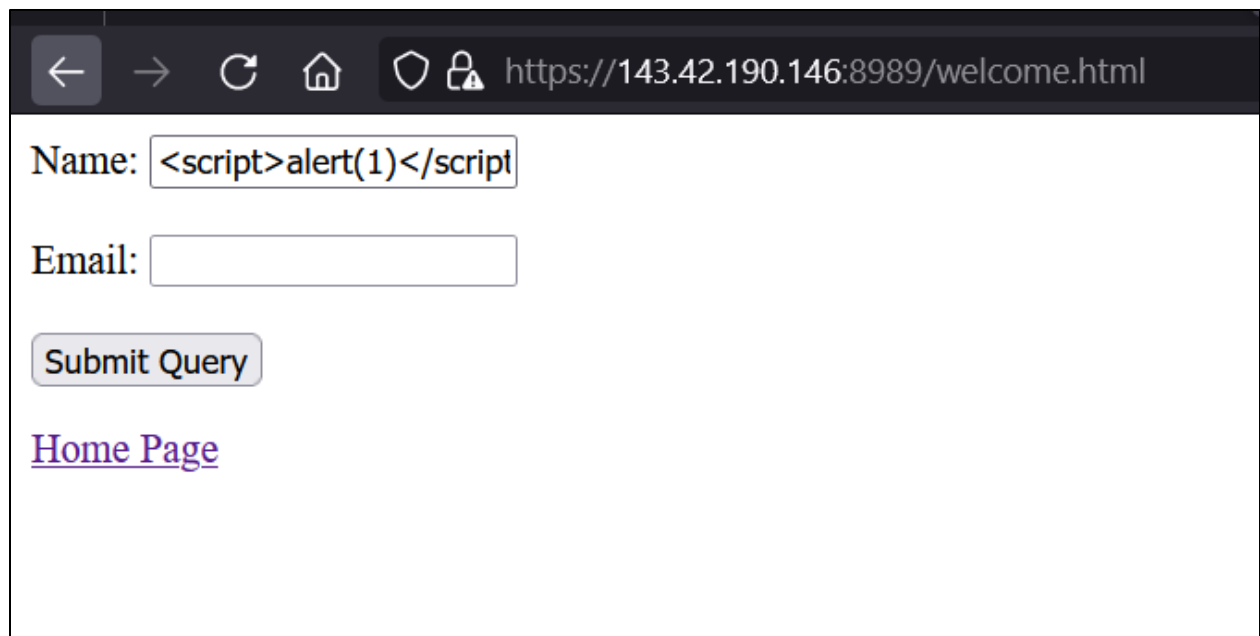 https://143.42.190.146:8989/welcome.html
Name: <script>alert(1)</script
Email:
Submit Query
Home Page